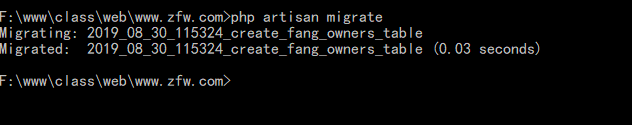 F:\www\class\web\www.zfw.com>php artisan migrate
Migrating: 2019_08_30_115324_create_fang_owners_table
Migrated:  2019_08_30_115324_create_fang_owners_table (0.03 seconds)
F:\www\class\web\www.zfw.com>